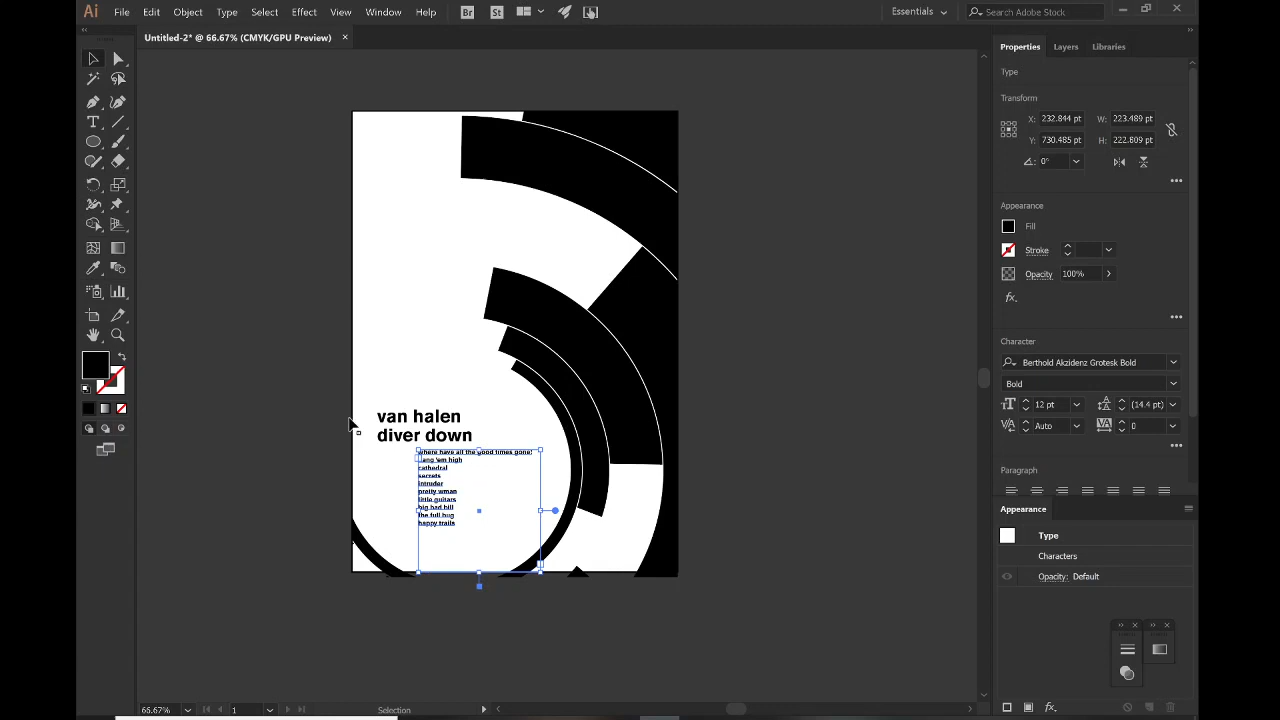 Ai File Edit Object Type Select Effect View Window Help Br St Essentials Search Adobe Stock
Untitled-2* @ 66.67% (CMYK/GPU Preview) ×
Properties Layers Libraries
Type
Transform
X: 232.844 pt W: 223.489 pt
Y: 730.485 pt H: 222.809 pt
0°
Appearance
Fill
Stroke
Opacity 100%
fx.
Character
Berthold Akzidenz Grotesk Bold
Bold
12 pt (14.4 pt)
Auto 0
Paragraph
Appearance
Type
Characters
Opacity: Default
fx.
van halen
diver down
where have all the good times gone!
hang 'em high
cathedral
secrets
intruder
pretty wman
little guitars
big bad bill
the full bug
happy trails
66.67% 1 Selection